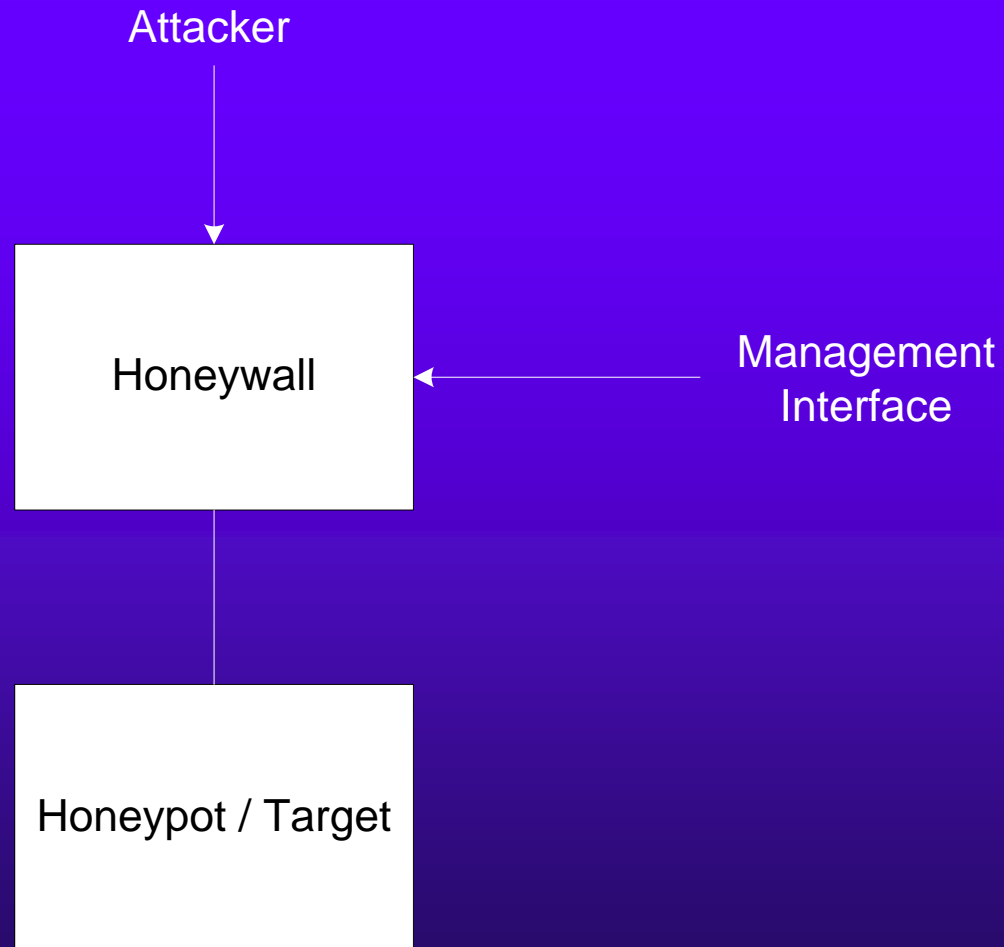 Attacker
Honeywall
Management
Interface
Honeypot / Target